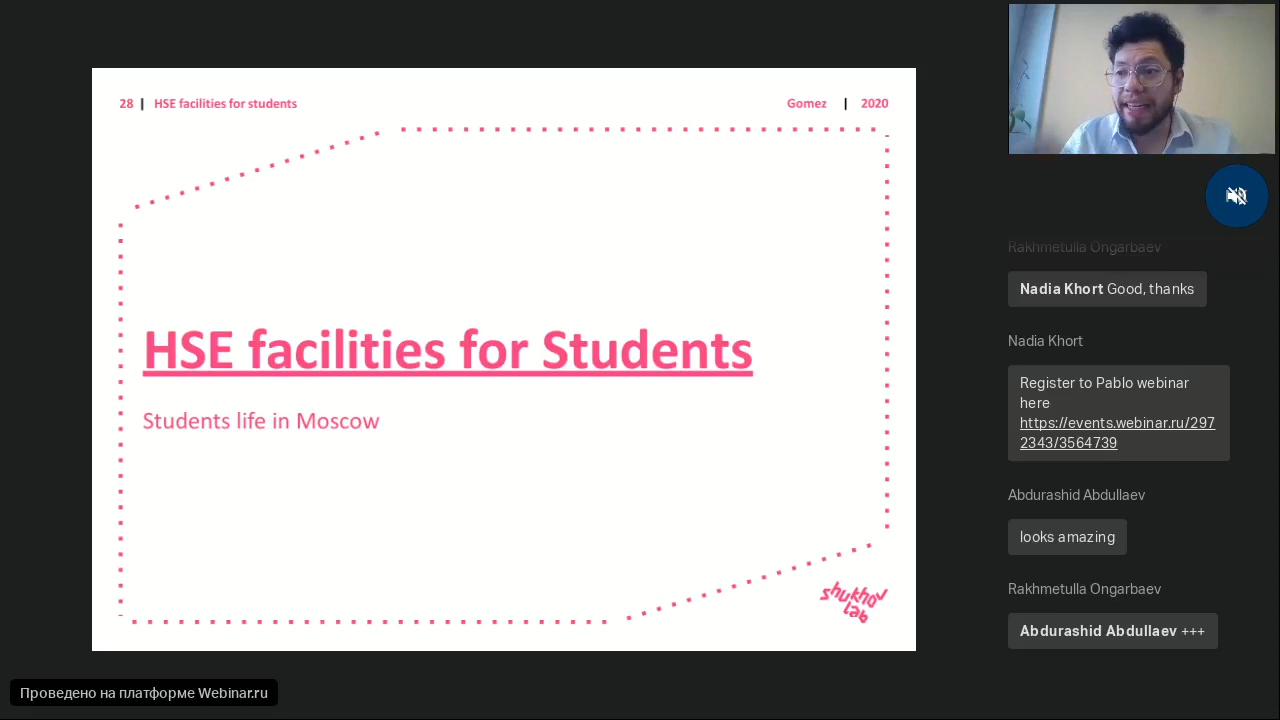 28 | HSE facilities for students
Gomez | 2020
HSE facilities for Students
Students life in Moscow
shukhov
lab
Rakhmetulla Ongarbaev
Nadia Khort Good, thanks
Nadia Khort
Register to Pablo webinar
here
https://events.webinar.ru/297
2343/3564739
Abdurashid Abdullaev
looks amazing
Rakhmetulla Ongarbaev
Abdurashid Abdullaev +++
Проведено на платформе Webinar.ru